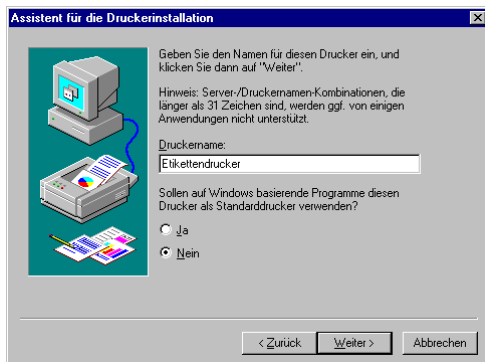 Assistent für die Druckerinstallation
Geben Sie den Namen für diesen Drucker ein, und
klicken Sie dann auf "Weiter".
Hinweis: Server-/Druckernamen-Kombinationen, die
länger als 31 Zeichen sind, werden ggf. von einigen
Anwendungen nicht unterstützt.
Druckername:
Etikettendrucker
Sollen auf Windows basierende Programme diesen
Drucker als Standarddrucker verwenden?
Ja
Nein
< Zurück
Weiter >
Abbrechen